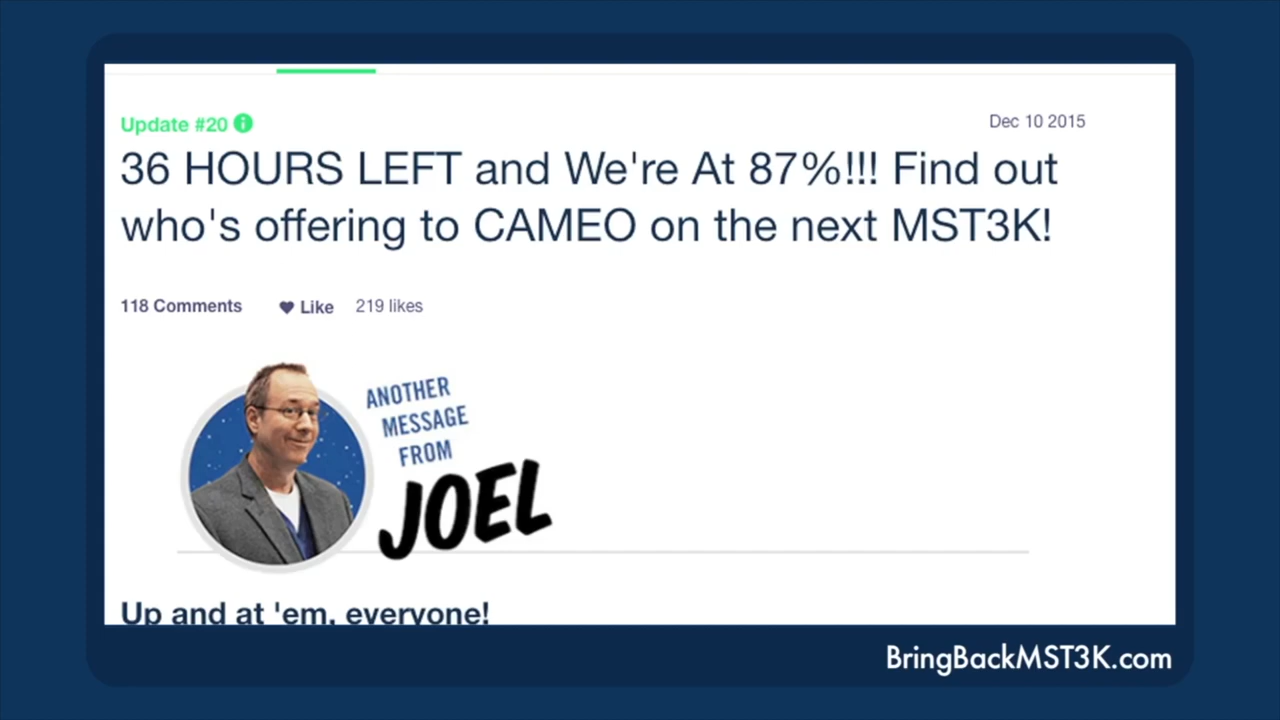 Update #20
Dec 10 2015
36 HOURS LEFT and We're At 87%!!! Find out
who's offering to CAMEO on the next MST3K!
118 Comments Like 219 likes
ANOTHER
MESSAGE
FROM
JOEL
Up and at 'em, everyone!
BringBackMST3K.com